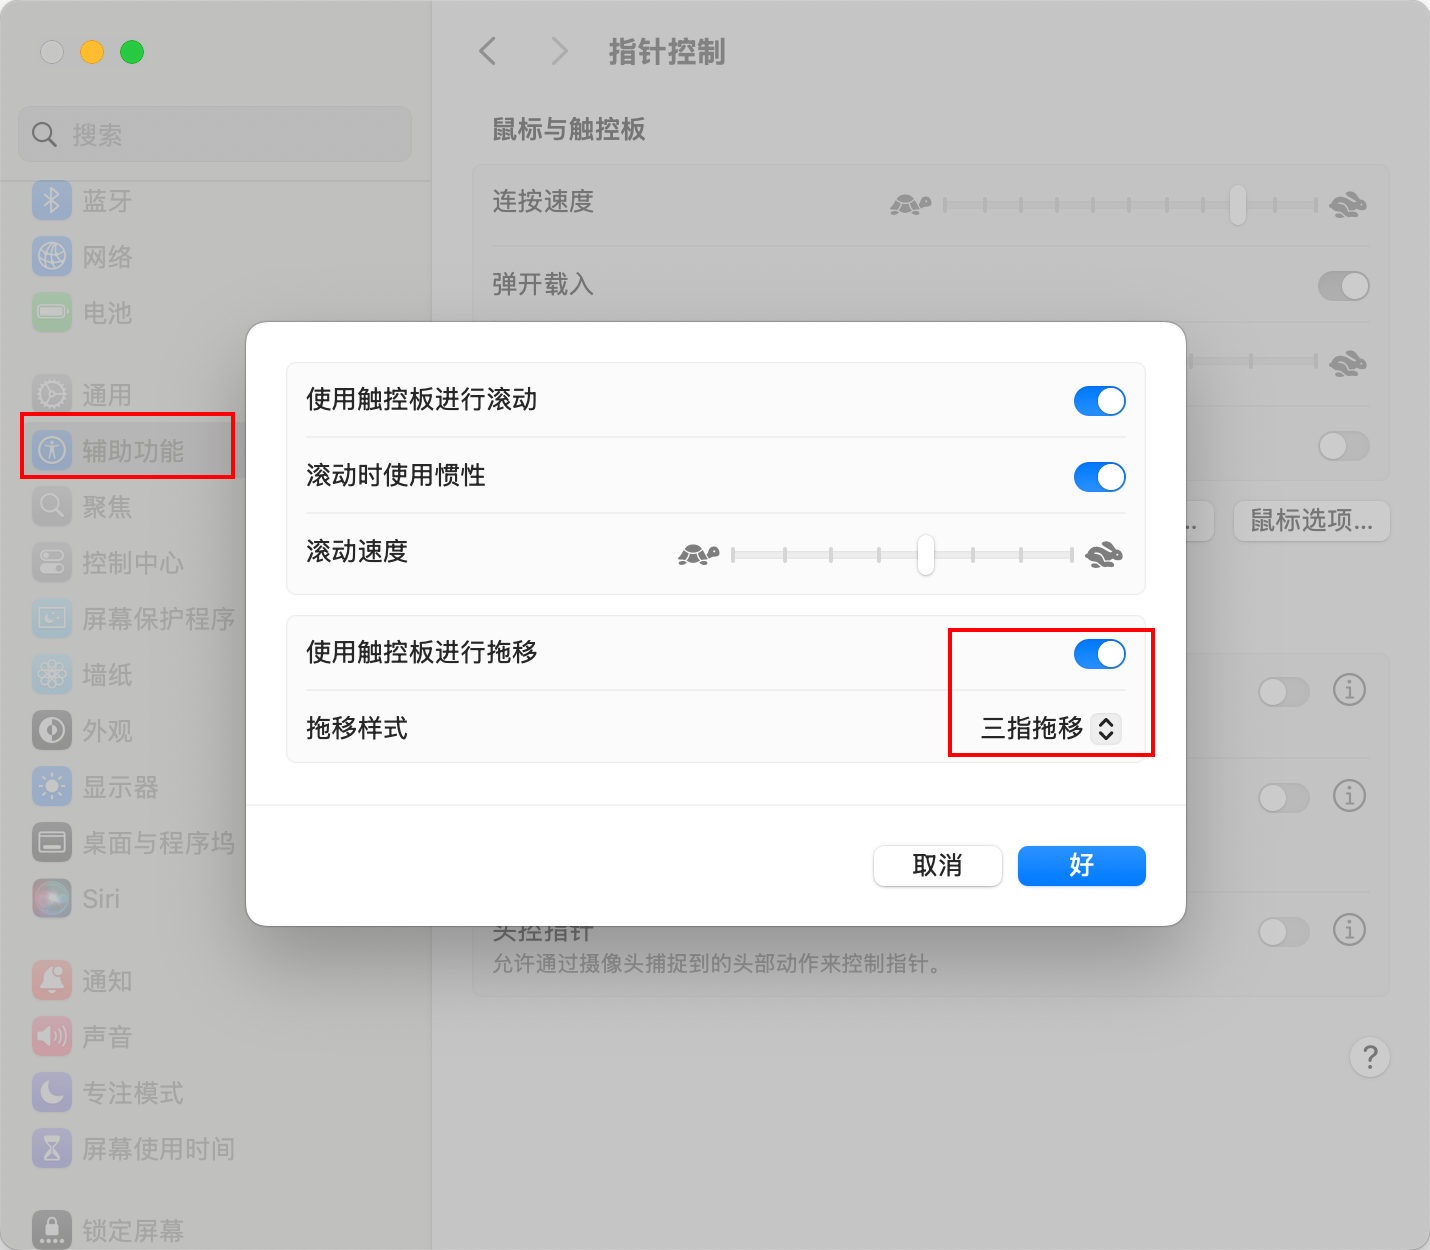 指针控制
搜索
蓝牙
网络
电池
通用
辅助功能
聚焦
控制中心
屏幕保护程序
墙纸
外观
显示器
桌面与程序坞
Siri
通知
声音
专注模式
屏幕使用时间
锁定屏幕
鼠标与触控板
连按速度
弹开载入
鼠标选项...
使用触控板进行滚动
滚动时使用惯性
滚动速度
使用触控板进行拖移
拖移样式
三指拖移
取消
好
头控指针
允许通过摄像头捕捉到的头部动作来控制指针。
?